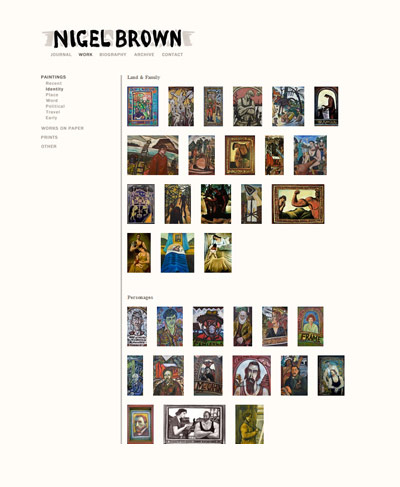 NIGEL BROWN
JOURNAL WORK BIOGRAPHY ARCHIVE CONTACT
PAINTINGS
Recent
Identity
Place
Word
Political
Travel
Early
WORKS ON PAPER
PRINTS
OTHER
Land & Family
Personages